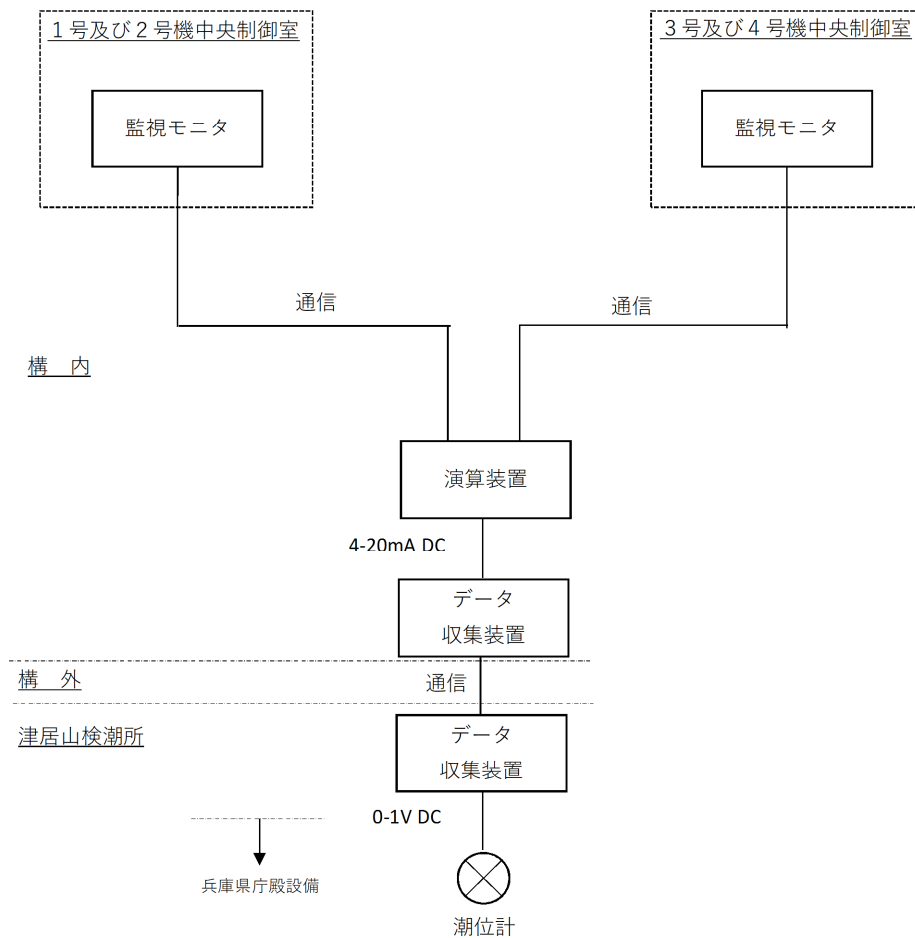 １号及び２号機中央制御室
３号及び４号機中央制御室
監視モニタ
監視モニタ
通信
通信
構　内
演算装置
4-20mA DC
データ
収集装置
構　外
通信
津居山検潮所
データ
収集装置
0-1V DC
兵庫県庁殿設備
潮位計